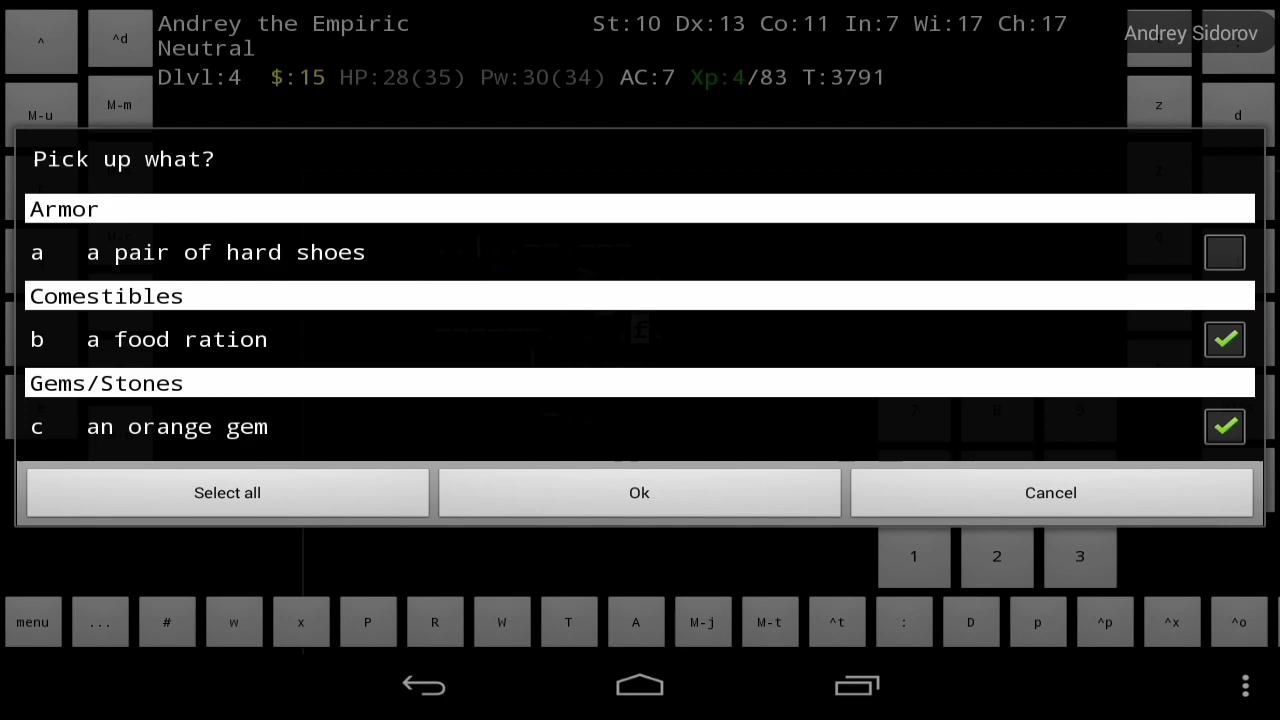 Andrey the Empiric St:10 Dx:13 Co:11 In:7 Wi:17 Ch:17
Neutral
Dlvl:4 $:15 HP:28(35) Pw:30(34) AC:7 Xp:4/83 T:3791
Andrey Sidorov
^ ^d
M-u M-m z d
Pick up what?
Armor
a a pair of hard shoes
Comestibles
b a food ration
Gems/Stones
c an orange gem
Select all Ok Cancel
1 2 3
menu ... # w x P R W T A M-j M-t ^t : D p ^p ^x ^o